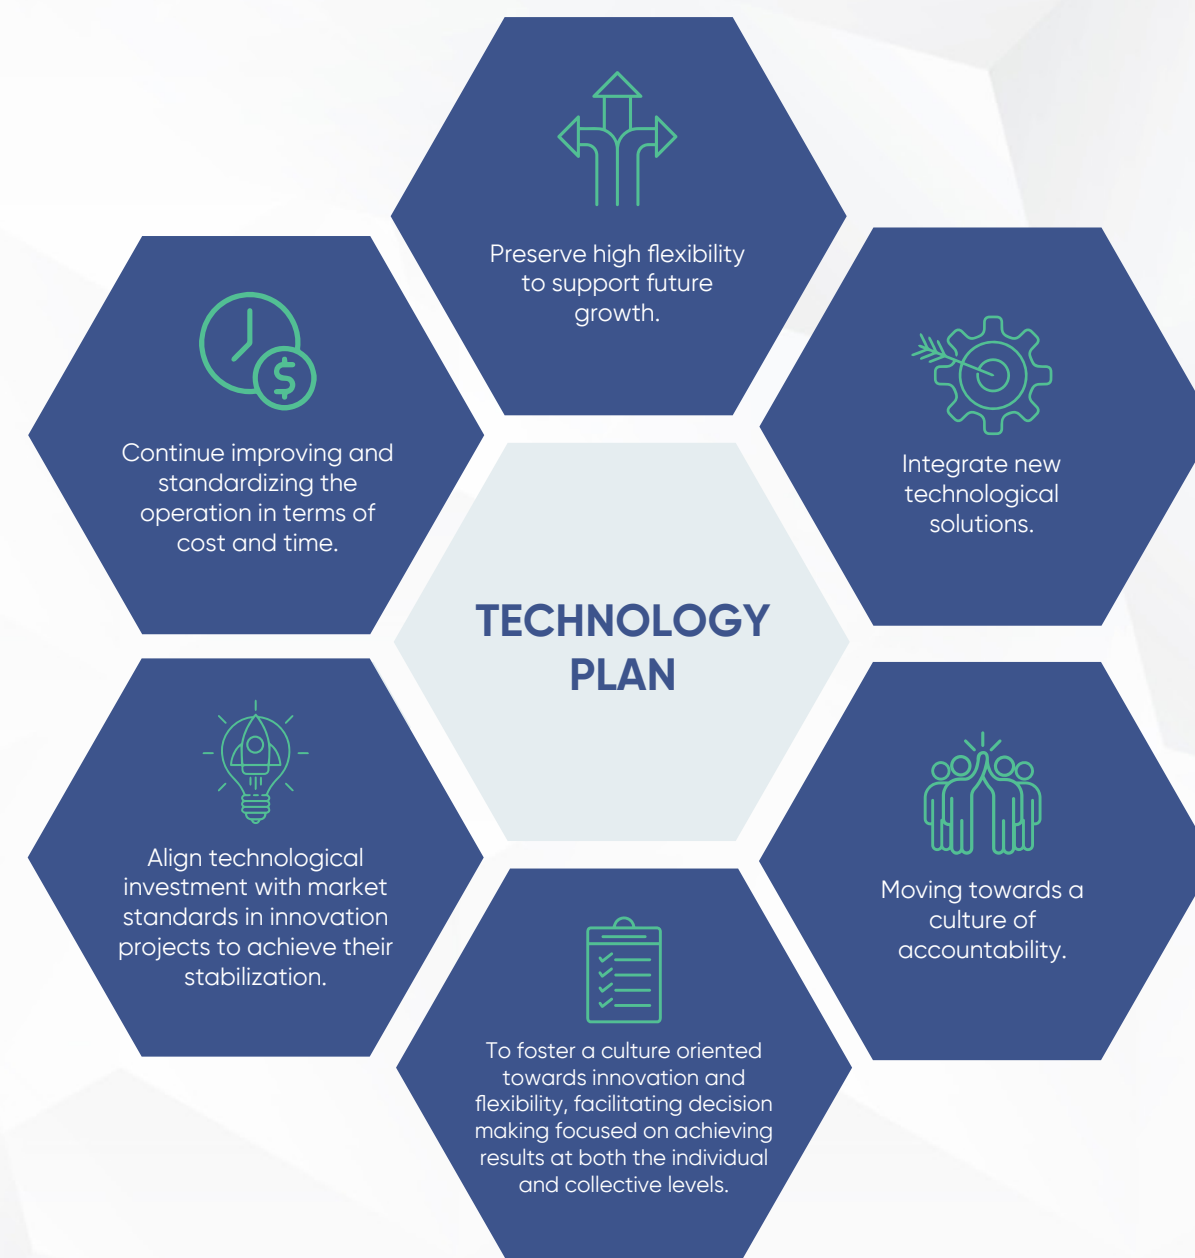 Preserve high flexibility
to support future
growth.
Continue improving and
standardizing the
operation in terms of
cost and time.
$
Integrate new
technological
solutions.
TECHNOLOGY
PLAN
Align technological
investment with market
standards in innovation
projects to achieve their
stabilization.
Moving towards a
culture of
accountability.
To foster a culture oriented
towards innovation and
flexibility, facilitating decision
making focused on achieving
results at both the individual
and collective levels.